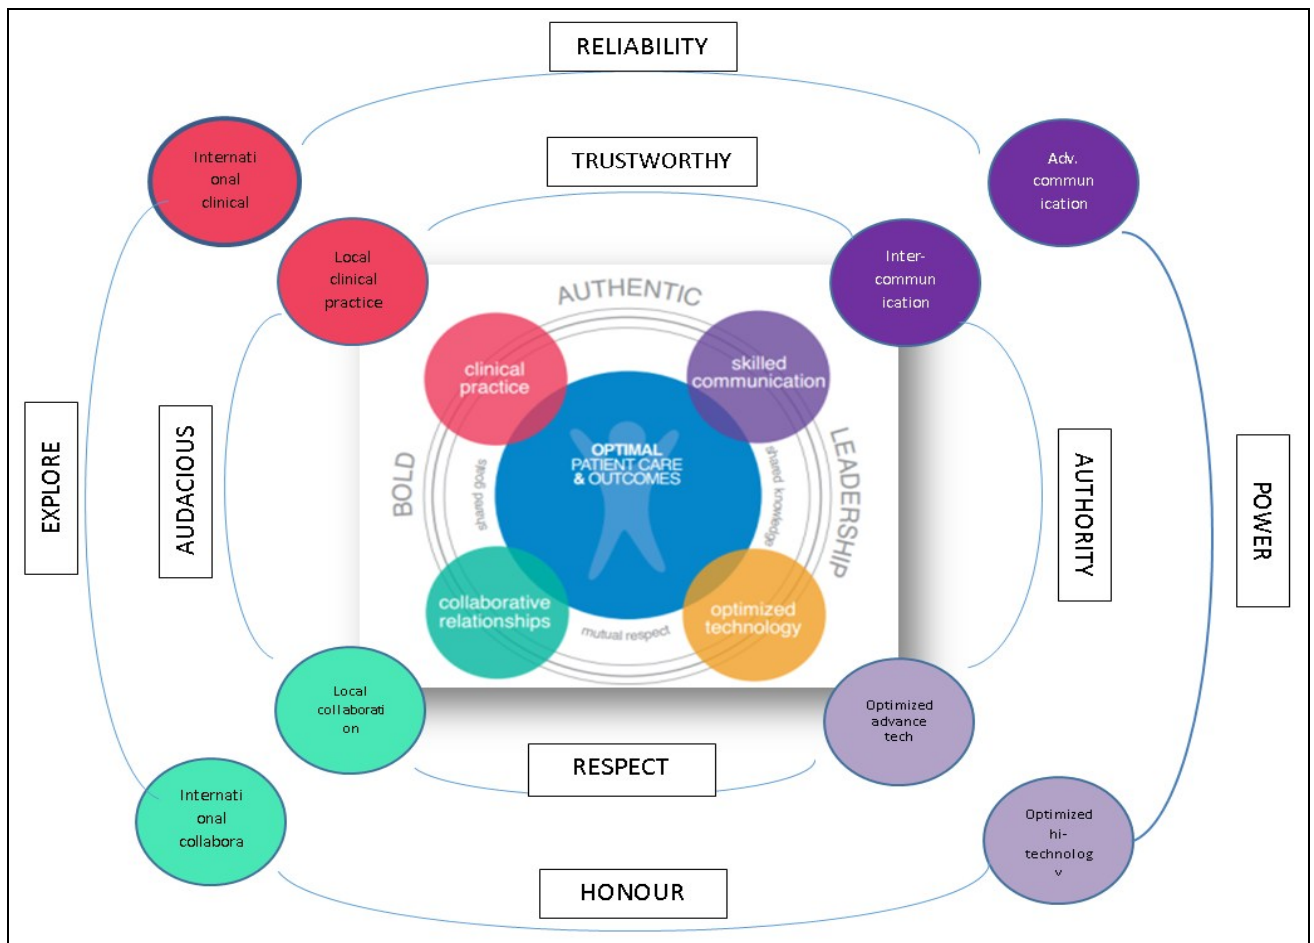 RELIABILITY
Internati
onal
clinical
Adv.
commun
ication
TRUSTWORTHY
Local
clinical
practice
Inter-
commun
ication
AUTHENTIC
clinical
practice
skilled
communication
OPTIMAL
PATIENT CARE
& OUTCOMES
EXPLORE
AUDACIOUS
BOLD
shared goals
shared knowledge
LEADERSHIP
AUTHORITY
POWER
collaborative
relationships
optimized
technology
mutual respect
Local
collaborati
on
Optimized
advance
tech
RESPECT
Internati
onal
collabora
Optimized
hi-
technolog
y
HONOUR